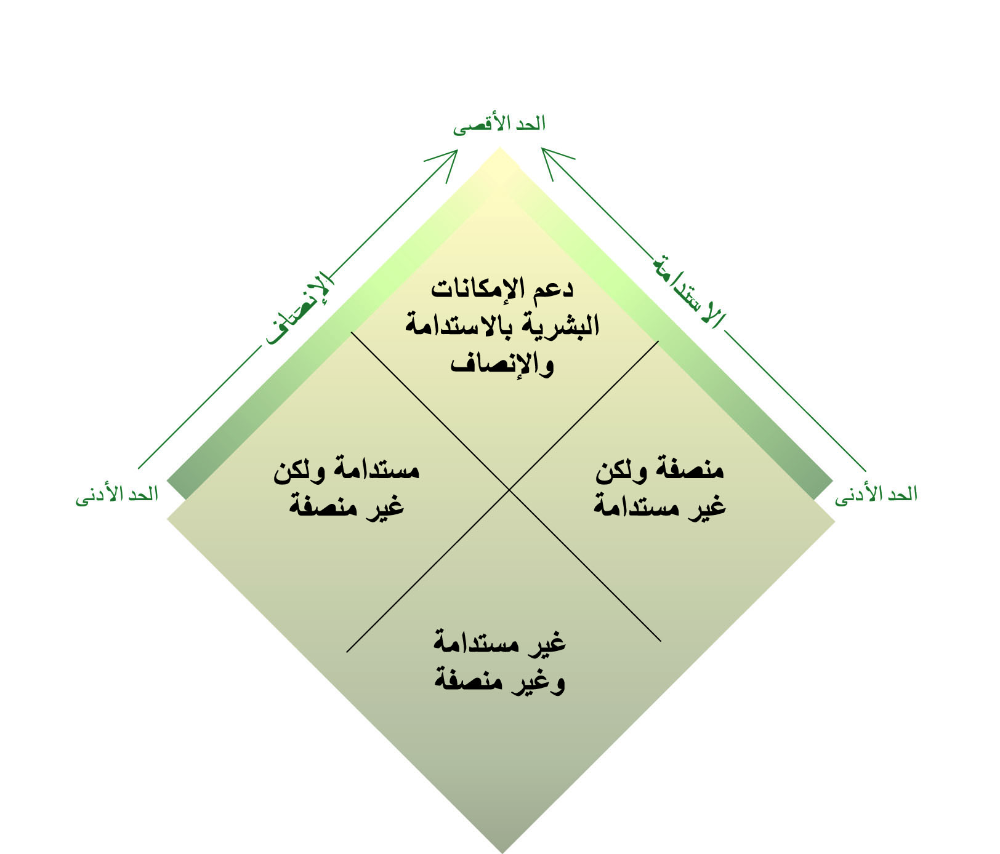 الحد الأقصى
الاستدامة
الإنصاف
دعم الإمكانات
البشرية بالاستدامة
والإنصاف
منصفة ولكن
غير مستدامة
مستدامة ولكن
غير منصفة
الحد الأدنى
الحد الأدنى
غير مستدامة
وغير منصفة